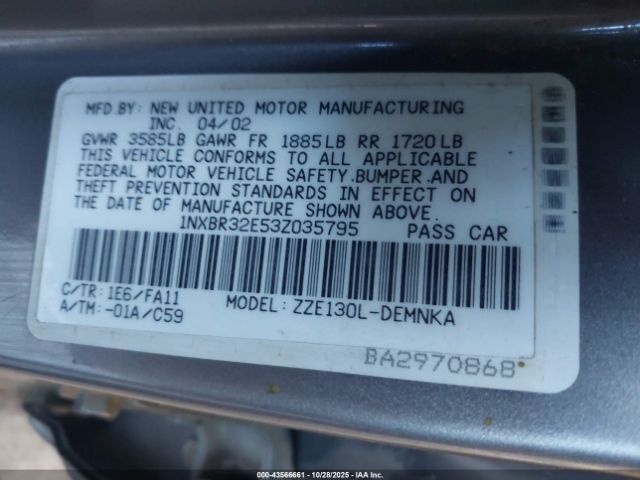 MFD.BY: NEW UNITED MOTOR MANUFACTURING
INC. 04/02
GVWR 3585LB GAWR FR 1885LB RR 1720LB
THIS VEHICLE CONFORMS TO ALL APPLICABLE
FEDERAL MOTOR VEHICLE SAFETY.BUMPER.AND
THEFT PREVENTION STANDARDS IN EFFECT ON
THE DATE OF MANUFACTURE SHOWN ABOVE.
1NXBR32E53Z035795 PASS CAR
C/TR: 1E6/FA11
A/TM: -01A/C59 MODEL: ZZE130L-DEMNKA
BA2970868
000-43566661 | 10/28/2025 | IAA Inc.